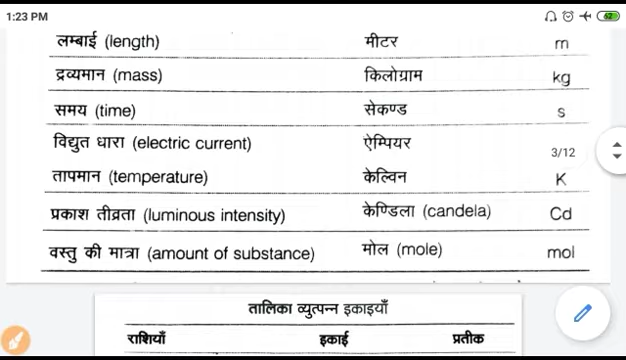 1:23 PM 62
लम्बाई (length) मीटर m
द्रव्यमान (mass) किलोग्राम kg
समय (time) सेकण्ड s
विद्युत धारा (electric current) ऐम्पियर
3/12
तापमान (temperature) केल्विन K
प्रकाश तीव्रता (luminous intensity) केण्डिला (candela) Cd
वस्तु की मात्रा (amount of substance) मोल (mole) mol
तालिका व्युत्पन्न इकाइयाँ
राशियाँ इकाई प्रतीक